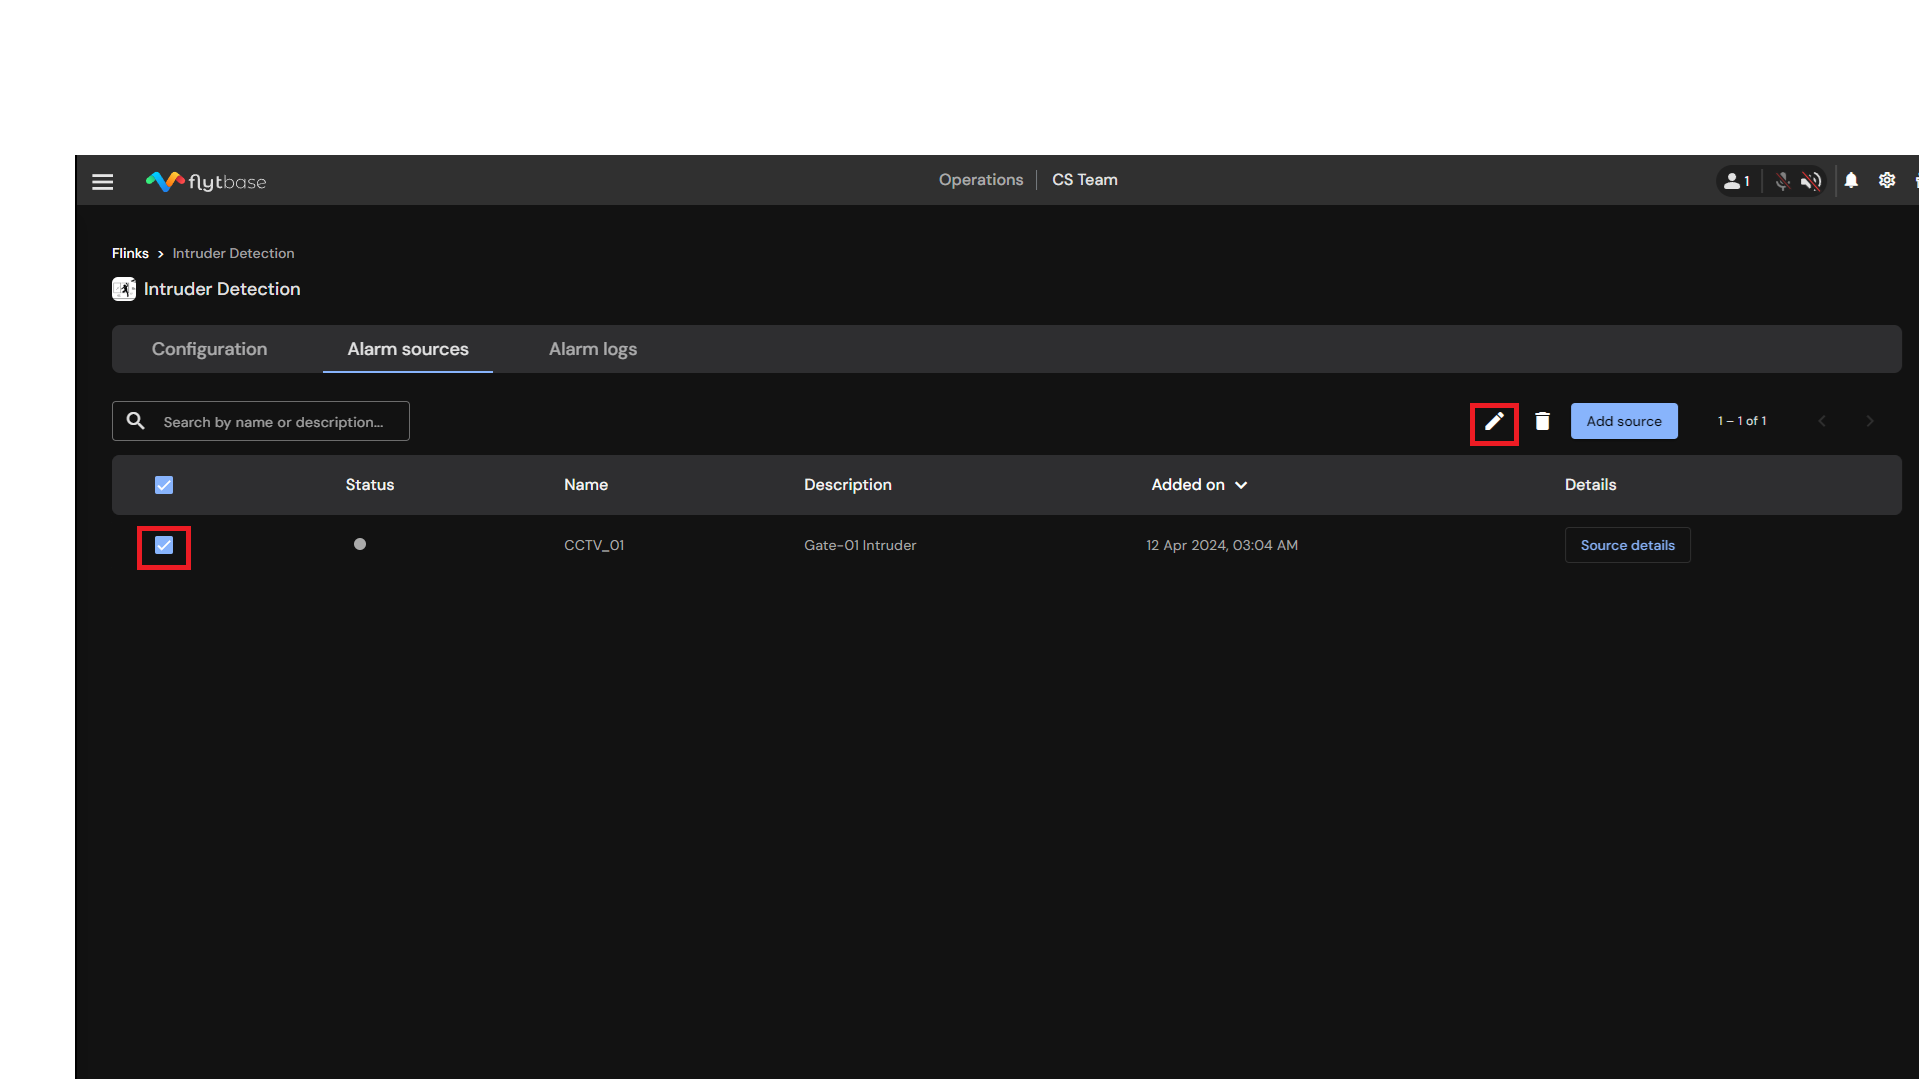 flytbase
Operations CS Team
1
Flinks > Intruder Detection
Intruder Detection
Configuration Alarm sources Alarm logs
Search by name or description... Add source 1 – 1 of 1
Status Name Description Added on Details
CCTV_01 Gate-01 Intruder 12 Apr 2024, 03:04 AM Source details